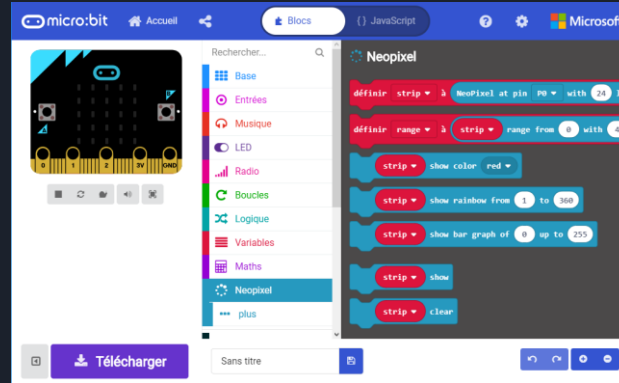 micro:bit Accueil Blocs {} JavaScript ? Microsoft
Rechercher...
Base
Entrées
Musique
LED
Radio
Boucles
Logique
Variables
Maths
Neopixel
plus
Neopixel
définir strip à NeoPixel at pin P0 with 24
définir range à strip range from 0 with 4
strip show color red
strip show rainbow from 1 to 360
strip show bar graph of 0 up to 255
strip show
strip clear
B
A
0 1 2 3V GND
Télécharger
Sans titre